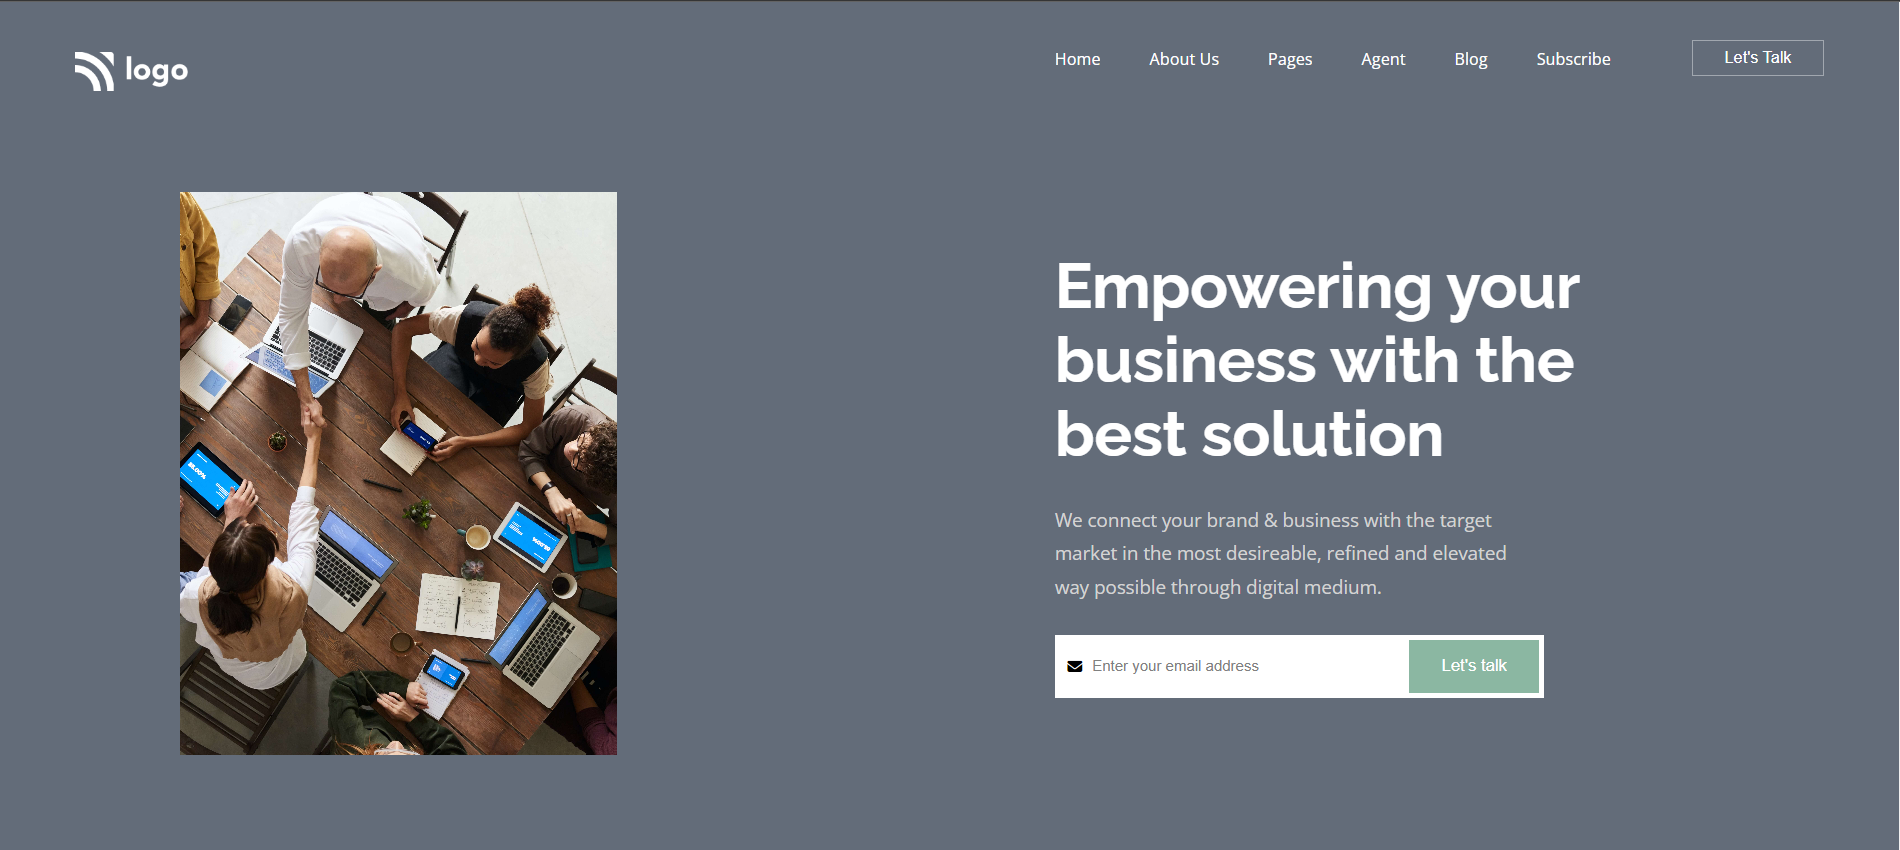 logo
Home
About Us
Pages
Agent
Blog
Subscribe
Let's Talk
Empowering your
business with the
best solution
We connect your brand & business with the target
market in the most desireable, refined and elevated
way possible through digital medium.
Enter your email address
Let's talk